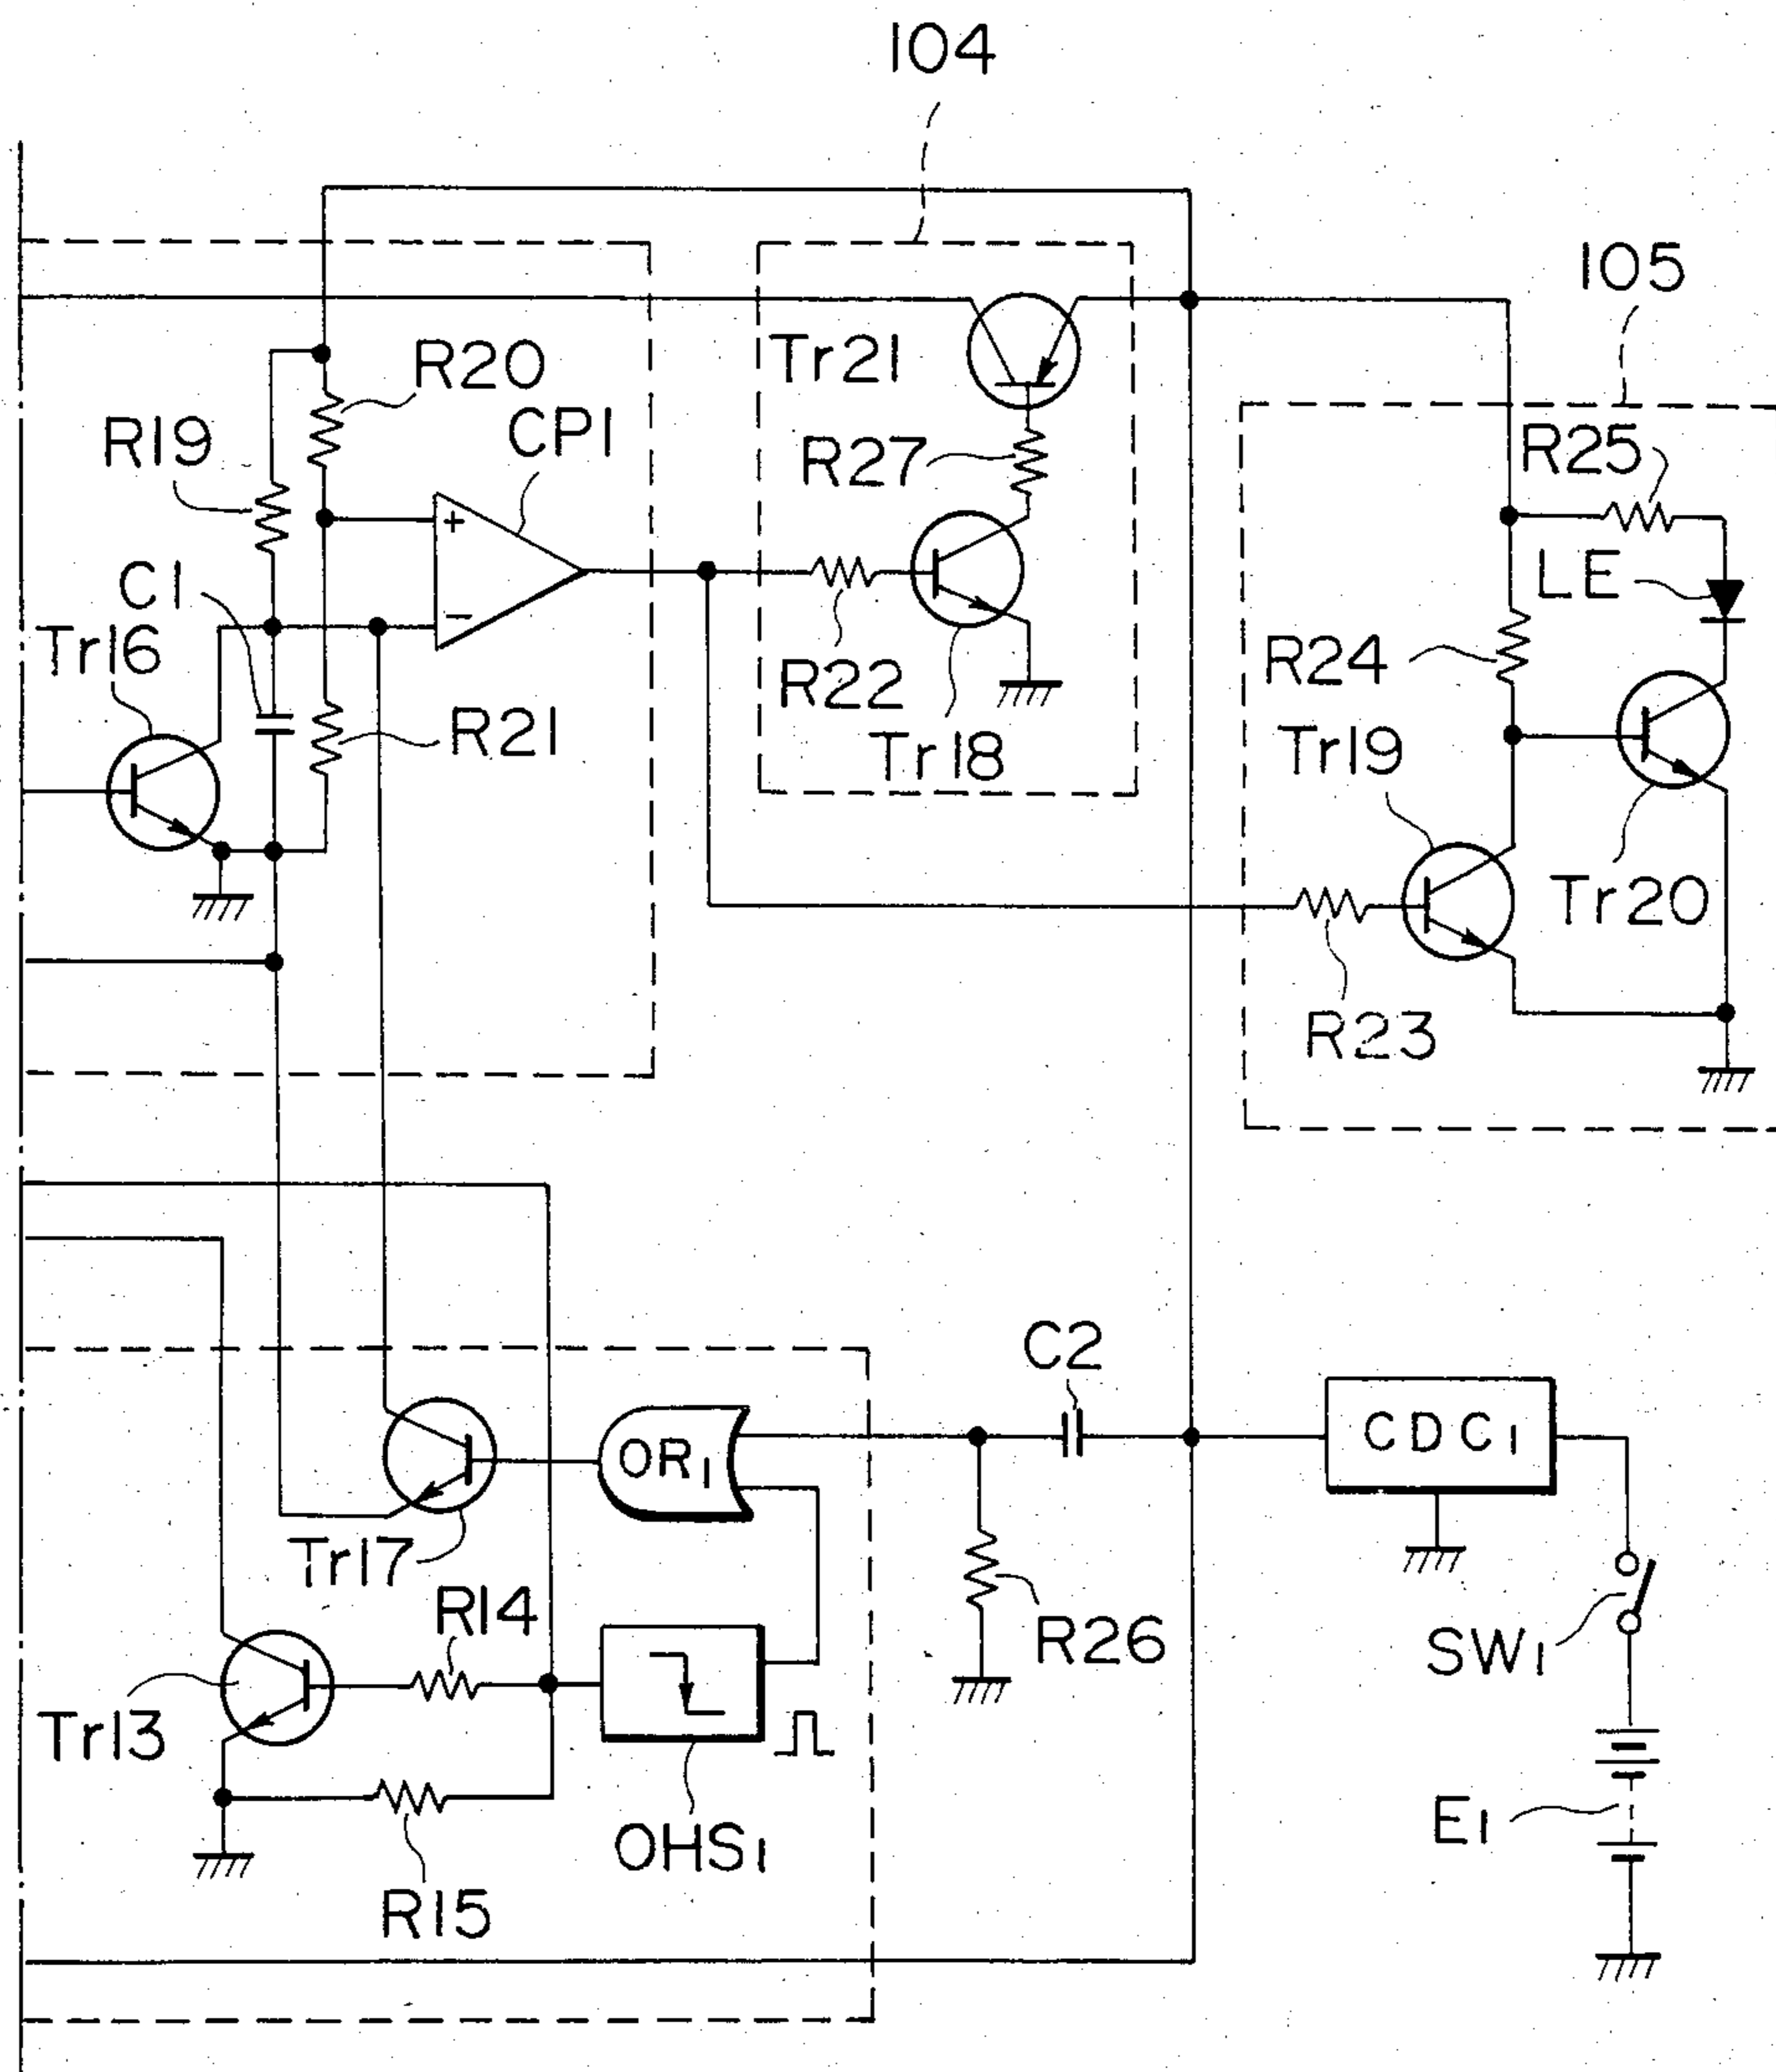 104
105
Tr21
R20
R19
CP1
R27
R25
C1
LE
Tr16
R24
R22
R21
Tr18
Tr19
Tr20
R23
+
−
C2
CDC1
OR1
Tr17
R14
R26
SW1
Tr13
OHS1
E1
R15